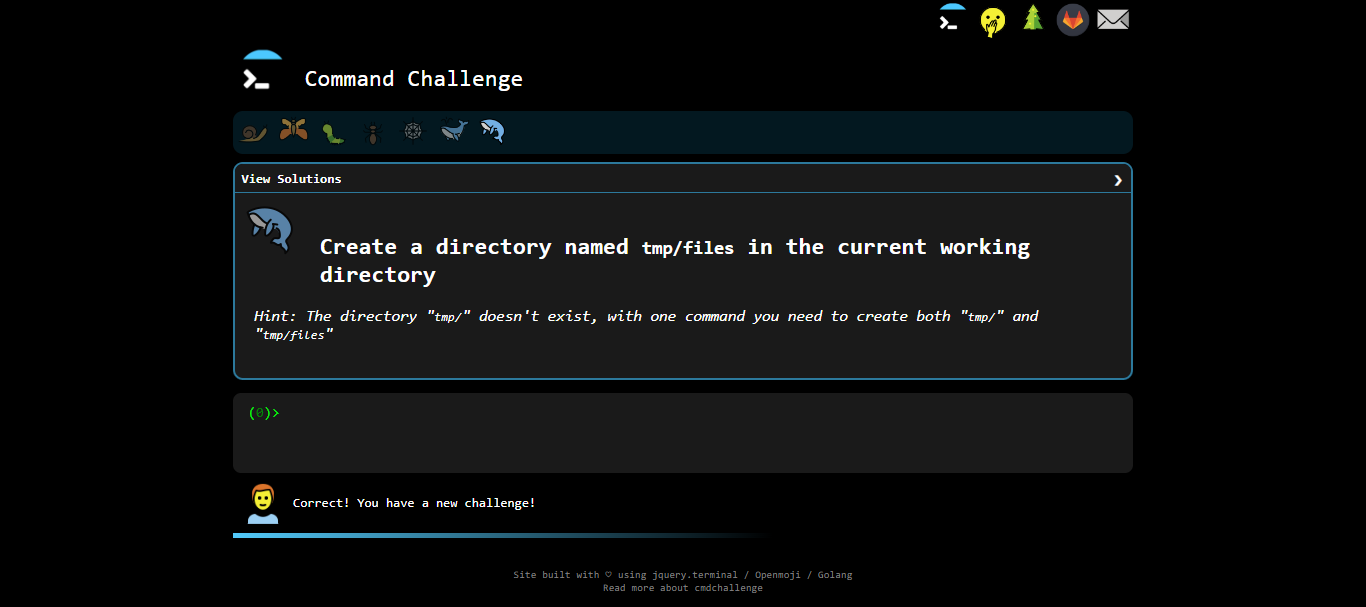 Command Challenge
View Solutions ❯
Create a directory named tmp/files in the current working
directory
Hint: The directory "tmp/" doesn't exist, with one command you need to create both "tmp/" and
"tmp/files"
(0)>
Correct! You have a new challenge!
Site built with ♡ using jquery.terminal / Openmoji / Golang
Read more about cmdchallenge